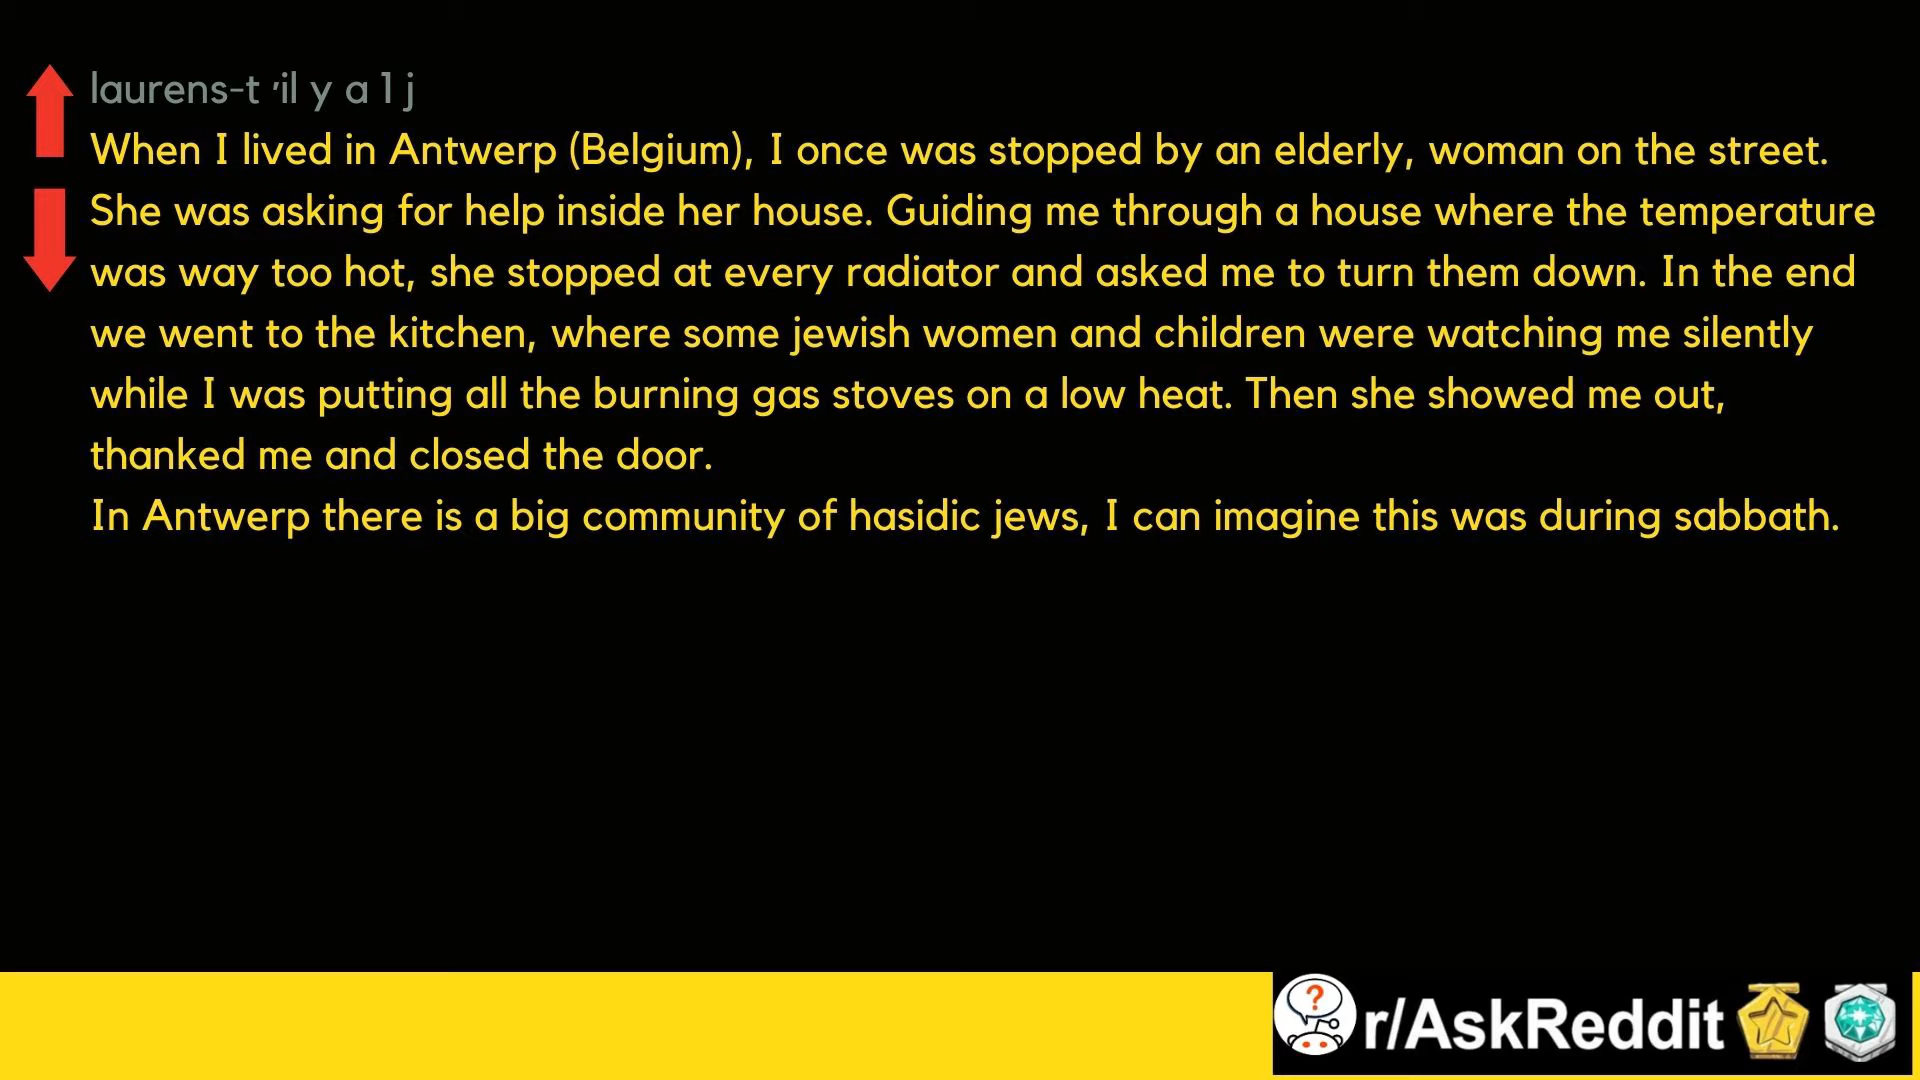 laurens-t ·il y a 1 j
When I lived in Antwerp (Belgium), I once was stopped by an elderly, woman on the street.
She was asking for help inside her house. Guiding me through a house where the temperature
was way too hot, she stopped at every radiator and asked me to turn them down. In the end
we went to the kitchen, where some jewish women and children were watching me silently
while I was putting all the burning gas stoves on a low heat. Then she showed me out,
thanked me and closed the door.
In Antwerp there is a big community of hasidic jews, I can imagine this was during sabbath.
?
r/AskReddit